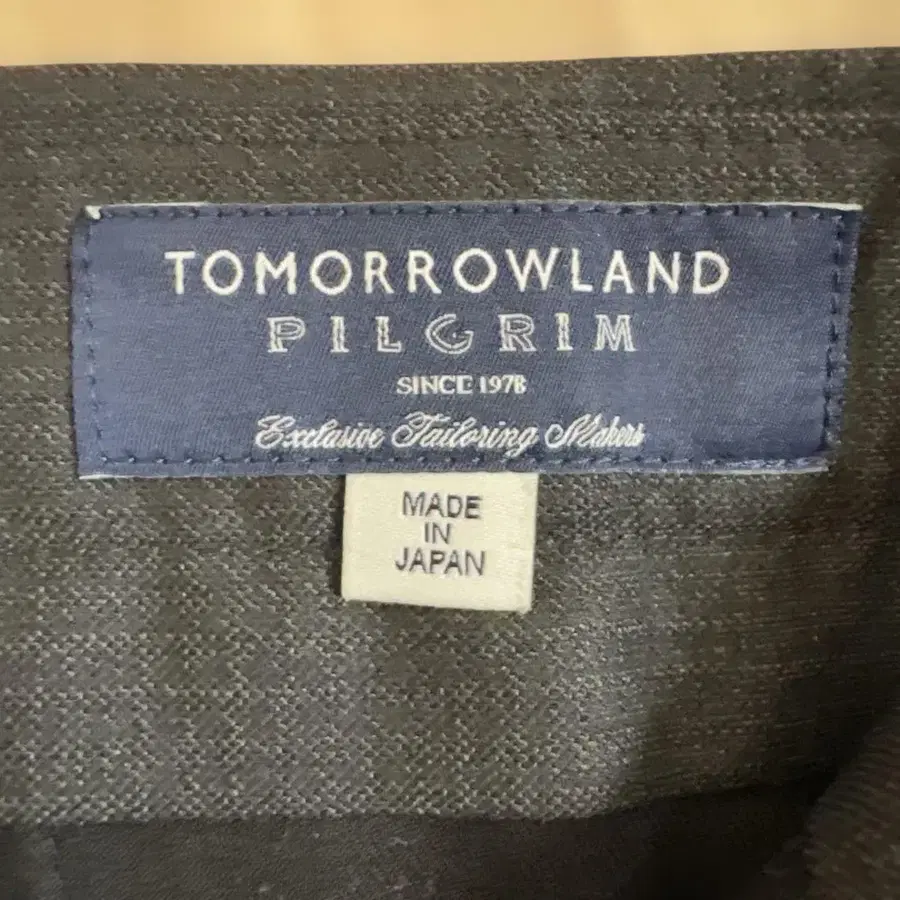 TOMORROWLAND
PILGRIM
SINCE 1978
Exclusive Tailoring Makers
MADE
IN
JAPAN